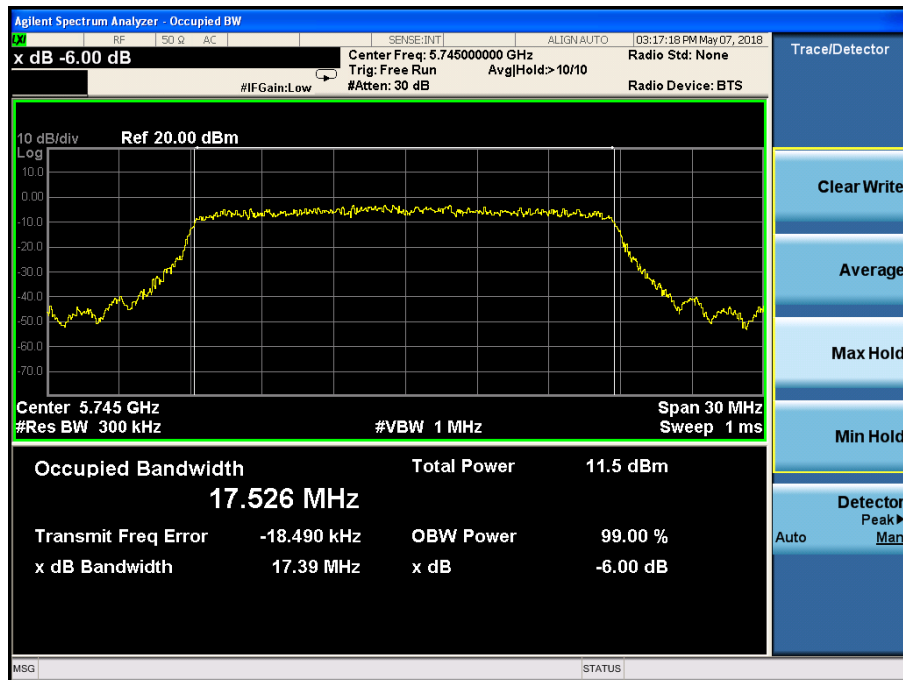 Agilent Spectrum Analyzer - Occupied BW
LXI RF 50 Ω AC SENSE:INT ALIGN AUTO 03:17:18 PM May 07, 2018
x dB -6.00 dB
Center Freq: 5.745000000 GHz
Radio Std: None
Trig: Free Run Avg|Hold:> 10/10
#IFGain:Low
#Atten: 30 dB
Radio Device: BTS
Trace/Detector
10 dB/div Ref 20.00 dBm
Log
10.0
0.00
-10.0
-20.0
-30.0
-40.0
-50.0
-60.0
-70.0
Center 5.745 GHz Span 30 MHz
#Res BW 300 kHz #VBW 1 MHz Sweep 1 ms
Occupied Bandwidth Total Power 11.5 dBm
17.526 MHz
Transmit Freq Error -18.490 kHz OBW Power 99.00 %
x dB Bandwidth 17.39 MHz x dB -6.00 dB
Clear Write
Average
Max Hold
Min Hold
Detector
Peak▶
Auto Man
MSG STATUS